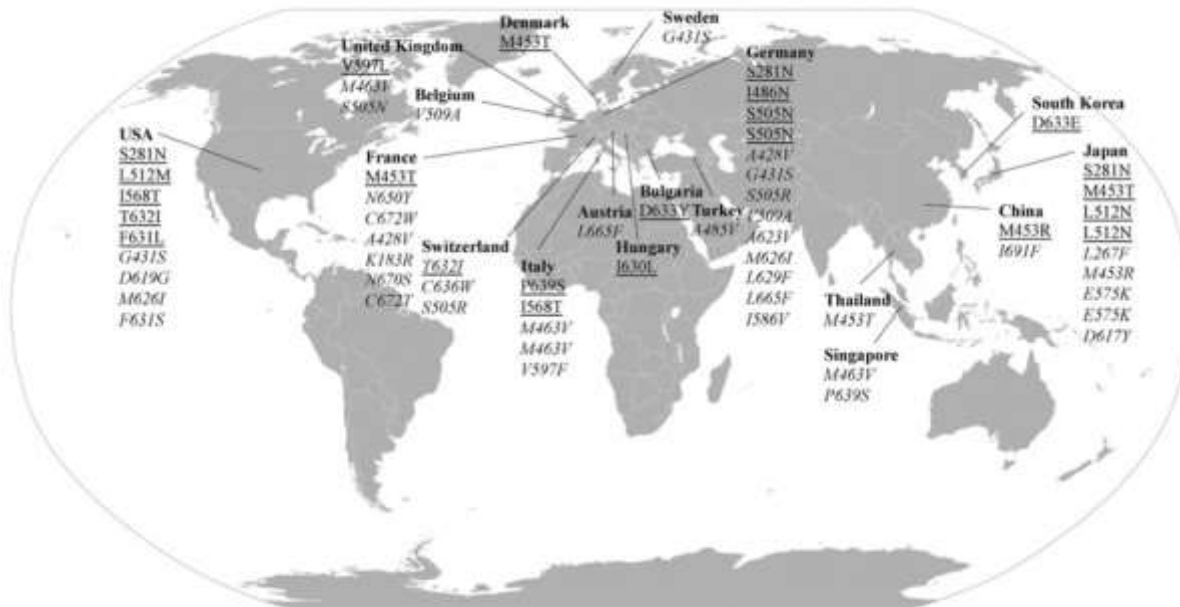 Denmark
M453T
Sweden
G431S
United Kingdom
V597L
M463V
S505N
Belgium
V509A
Germany
S281N
I486N
S505N
S505N
A428V
G431S
S505R
V509A
A623V
M626I
L629F
L665F
I586V
South Korea
D633E
USA
S281N
L512M
I568T
T632I
F631L
G431S
D619G
M626I
F631S
France
M453T
N650Y
C672W
A428V
K183R
N670S
C672T
Japan
S281N
M453T
L512N
L512N
L267F
M453R
E575K
E575K
D617Y
Switzerland
T632I
C636W
S505R
Italy
P639S
I568T
M463V
M463V
V597F
Austria
L665F
Bulgaria
D633Y
Hungary
I630L
Turkey
A485V
China
M453R
I691F
Thailand
M453T
Singapore
M463V
P639S